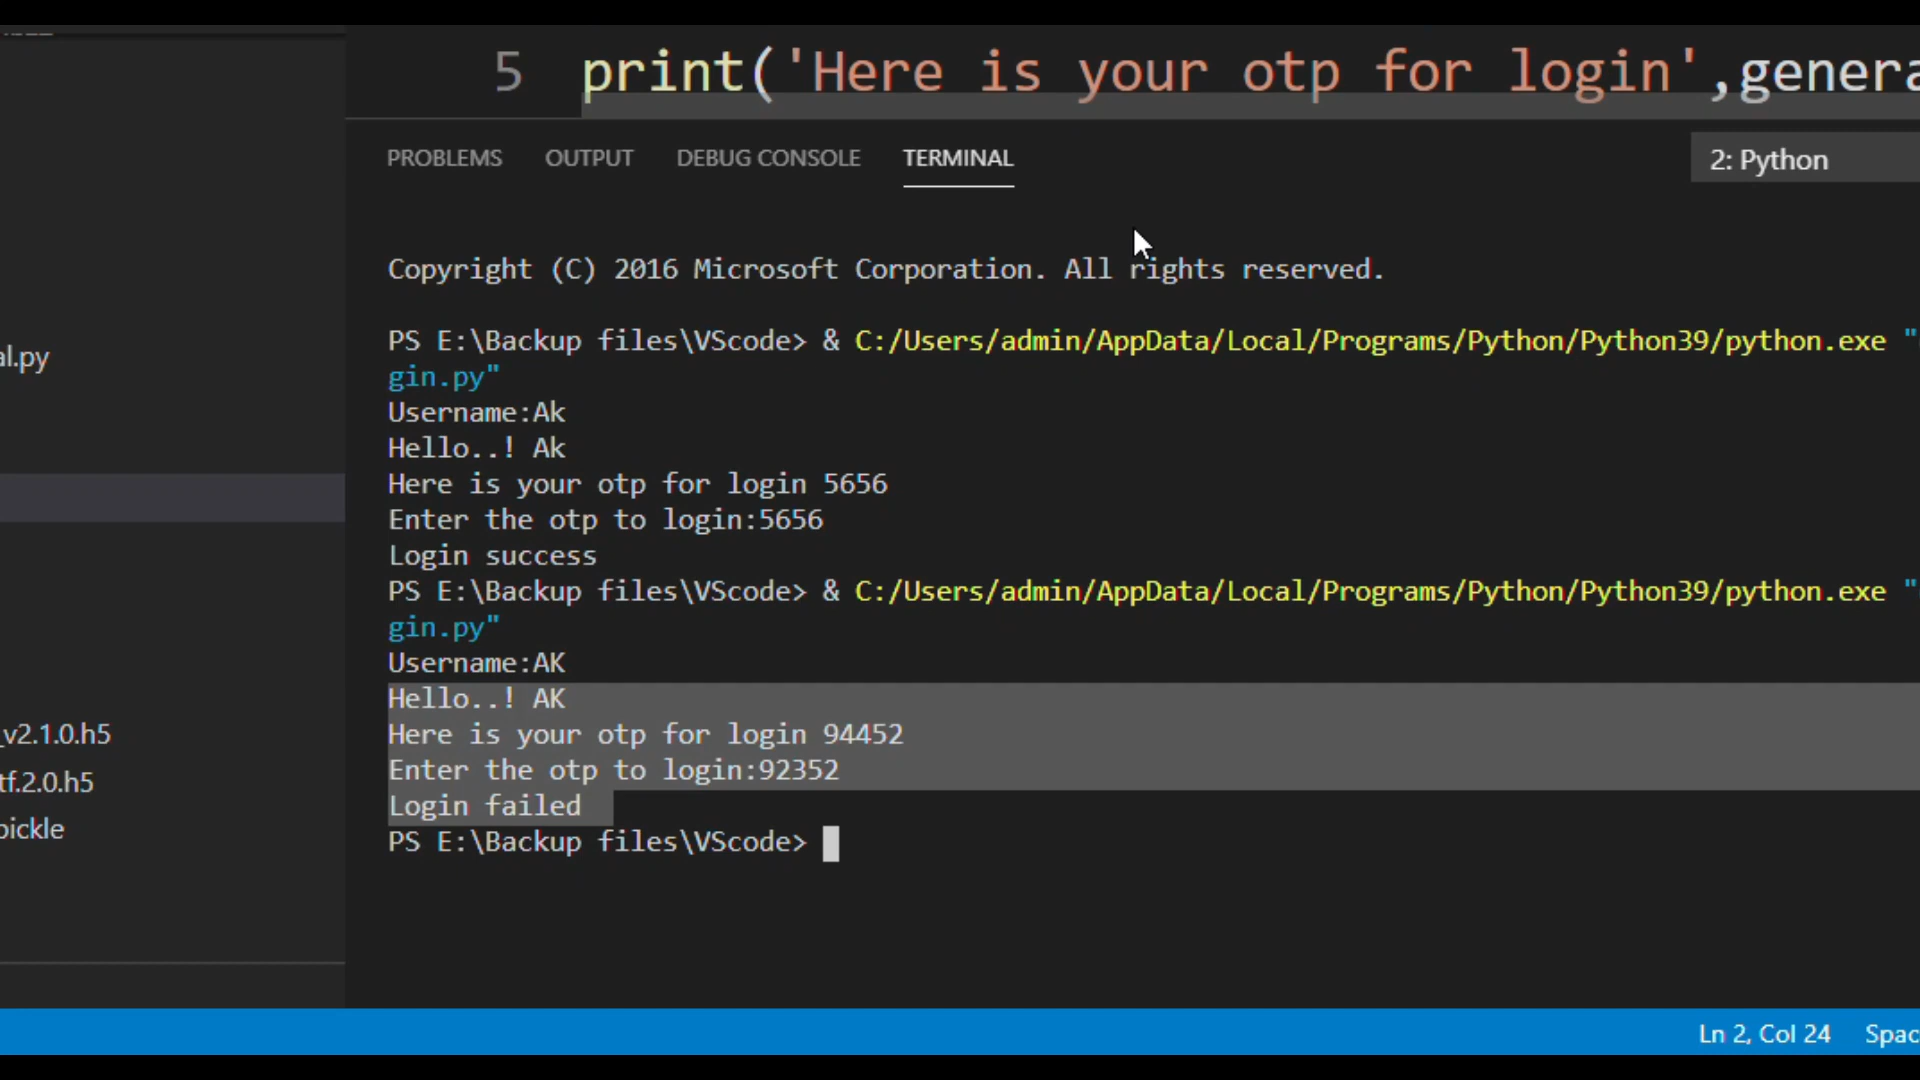 5 print('Here is your otp for login',genera
PROBLEMS OUTPUT DEBUG CONSOLE TERMINAL 2: Python
Copyright (C) 2016 Microsoft Corporation. All rights reserved.
PS E:\Backup files\VScode> & C:/Users/admin/AppData/Local/Programs/Python/Python39/python.exe "
al.py
gin.py"
Username:Ak
Hello..! Ak
Here is your otp for login 5656
Enter the otp to login:5656
Login success
PS E:\Backup files\VScode> & C:/Users/admin/AppData/Local/Programs/Python/Python39/python.exe "
gin.py"
Username:AK
Hello..! AK
Here is your otp for login 94452
_v2.1.0.h5
Enter the otp to login:92352
tf.2.0.h5
Login failed
pickle
PS E:\Backup files\VScode>
Ln 2, Col 24 Spac